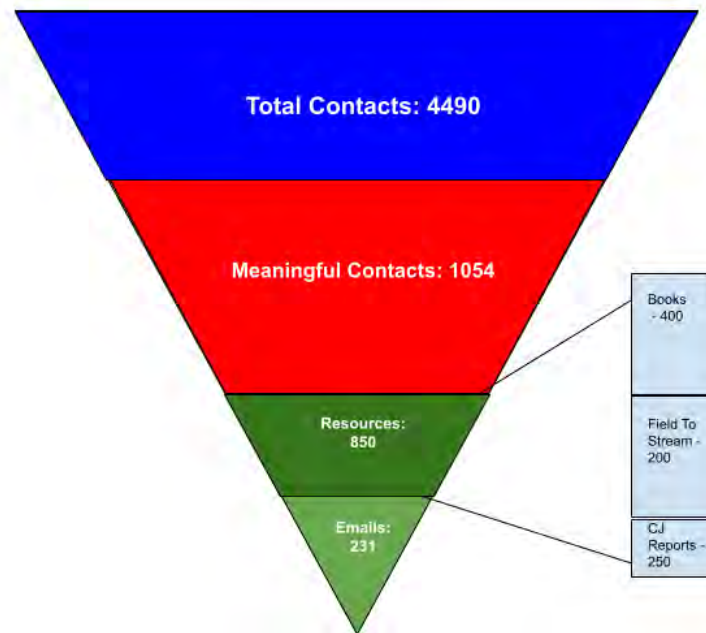 Total Contacts: 4490
Meaningful Contacts: 1054
Books
- 400
Resources:
850
Field To
Stream -
200
Emails:
231
CJ
Reports -
250